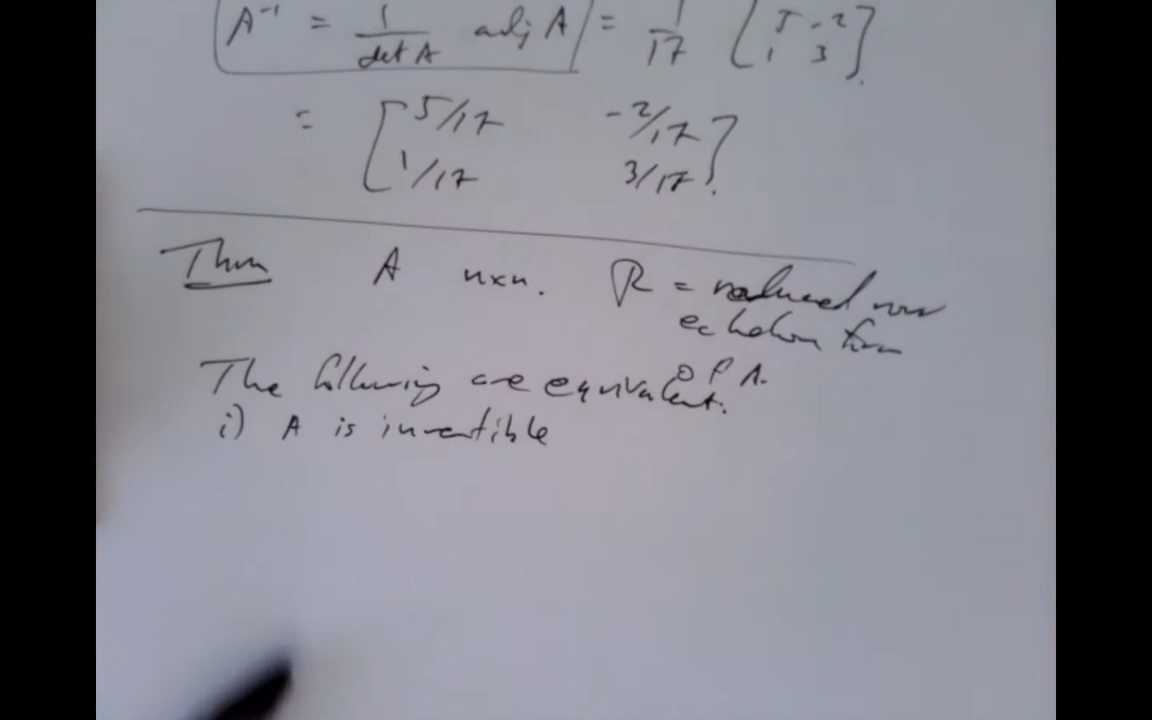 A⁻¹ = 1/det A adj A = 1/17 [5 -2; 1 3].
= [5/17 -2/17; 1/17 3/17].
Thm A n×n. R = reduced row
echelon form
of A.
The following are equivalent:
i) A is invertible